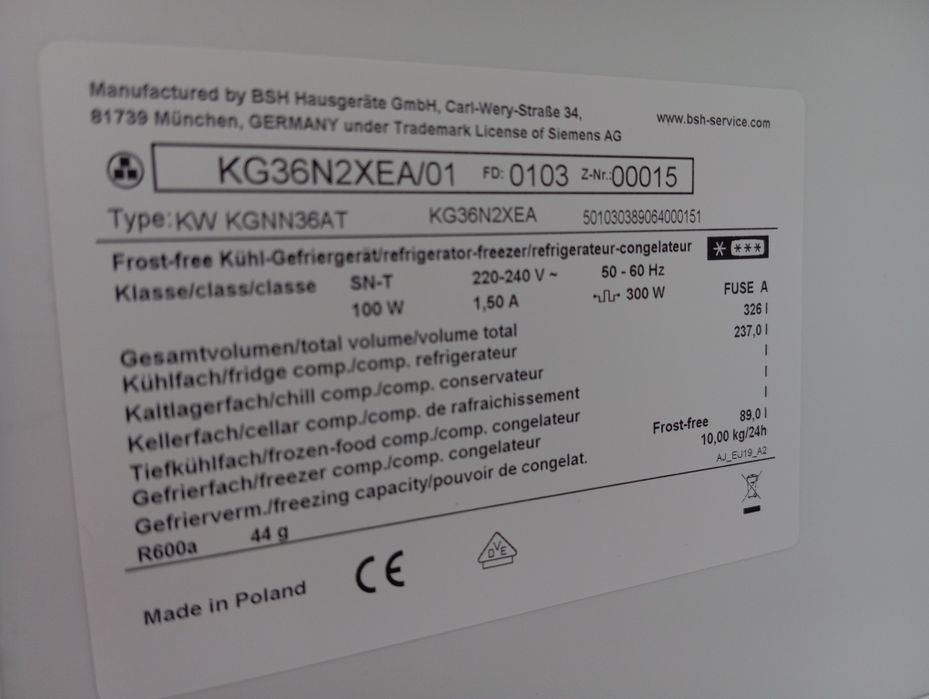 Manufactured by BSH Hausgeräte GmbH, Carl-Wery-Straße 34,
81739 München, GERMANY under Trademark License of Siemens AG
www.bsh-service.com
KG36N2XEA/01 FD: 0103 Z-Nr.: 00015
Type: KW KGNN36AT KG36N2XEA 501030389064000151
Frost-free Kühl-Gefriergerät/refrigerator-freezer/refrigerateur-congelateur
Klasse/class/classe SN-T 220-240 V ~ 50 - 60 Hz
100 W 1,50 A 300 W FUSE A
Gesamtvolumen/total volume/volume total 326 l
Kühlfach/fridge comp./comp. refrigerateur 237,0 l
Kaltlagerfach/chill comp./comp. conservateur l
Kellerfach/cellar comp./comp. de rafraichissement l
Tiefkühlfach/frozen-food comp./comp. congelateur l
Gefrierfach/freezer comp./comp. congelateur Frost-free 89,0 l
Gefrierverm./freezing capacity/pouvoir de congelat. 10,00 kg/24h
AJ_EU19_A2
R600a 44 g
Made in Poland CE VDE